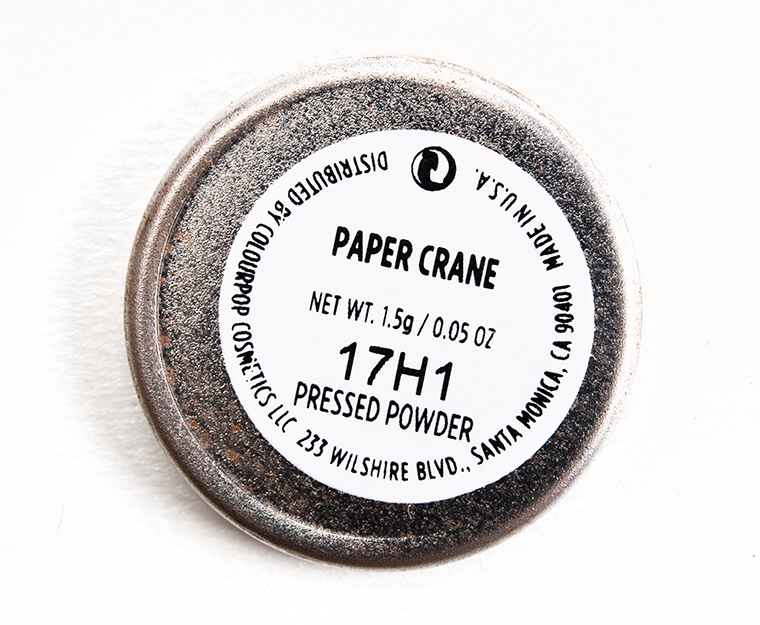 PAPER CRANE
NET WT. 1.5g / 0.05 OZ
17H1
PRESSED POWDER
DISTRIBUTED BY COLOURPOP COSMETICS LLC 233 WILSHIRE BLVD., SANTA MONICA, CA 90401 MADE IN U.S.A.